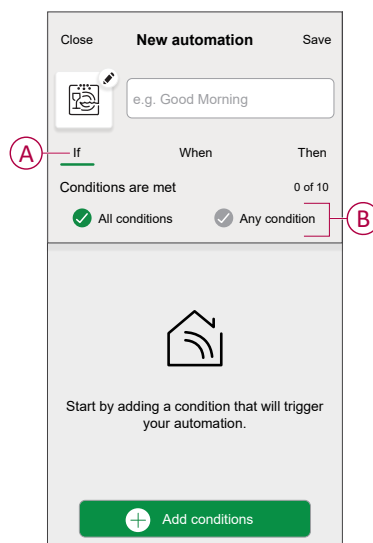 Close New automation Save
e.g. Good Morning
A If When Then
Conditions are met 0 of 10
All conditions Any condition B
Start by adding a condition that will trigger
your automation.
Add conditions